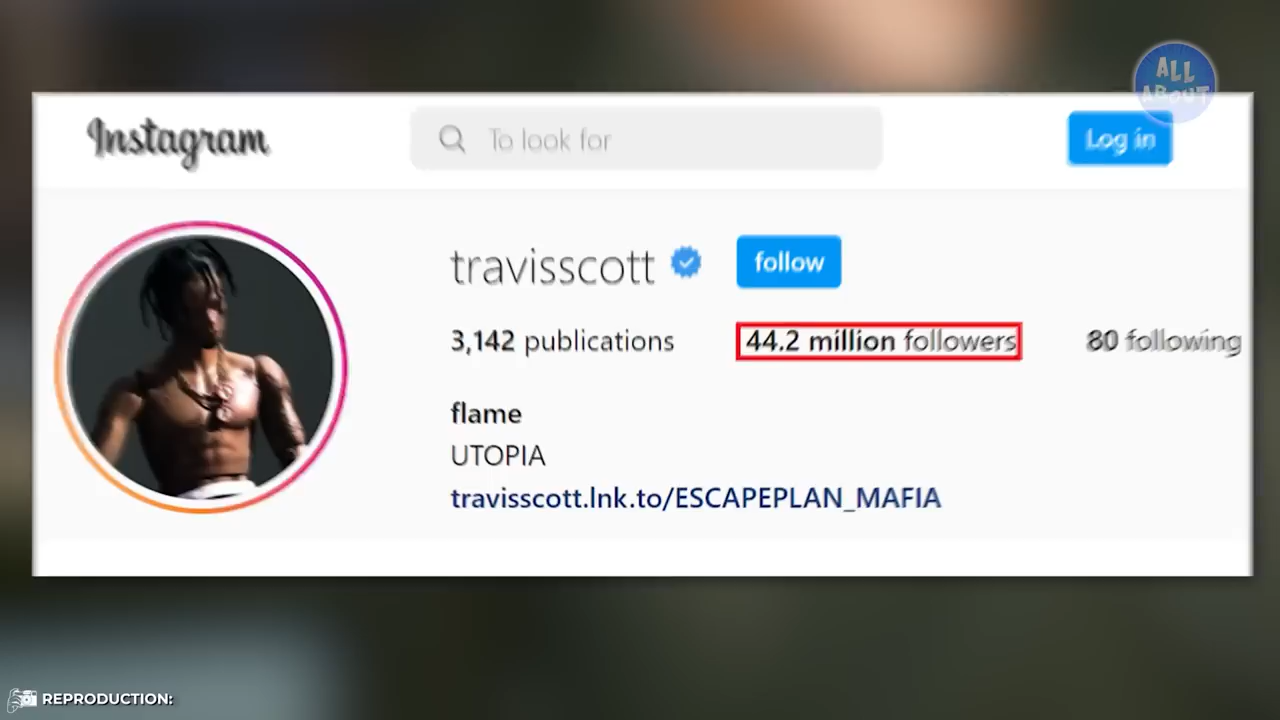 ALL
ABOUT
Instagram
To look for
Log in
travisscott
follow
3,142 publications
44.2 million followers
80 following
flame
UTOPIA
travisscott.lnk.to/ESCAPEPLAN_MAFIA
REPRODUCTION: